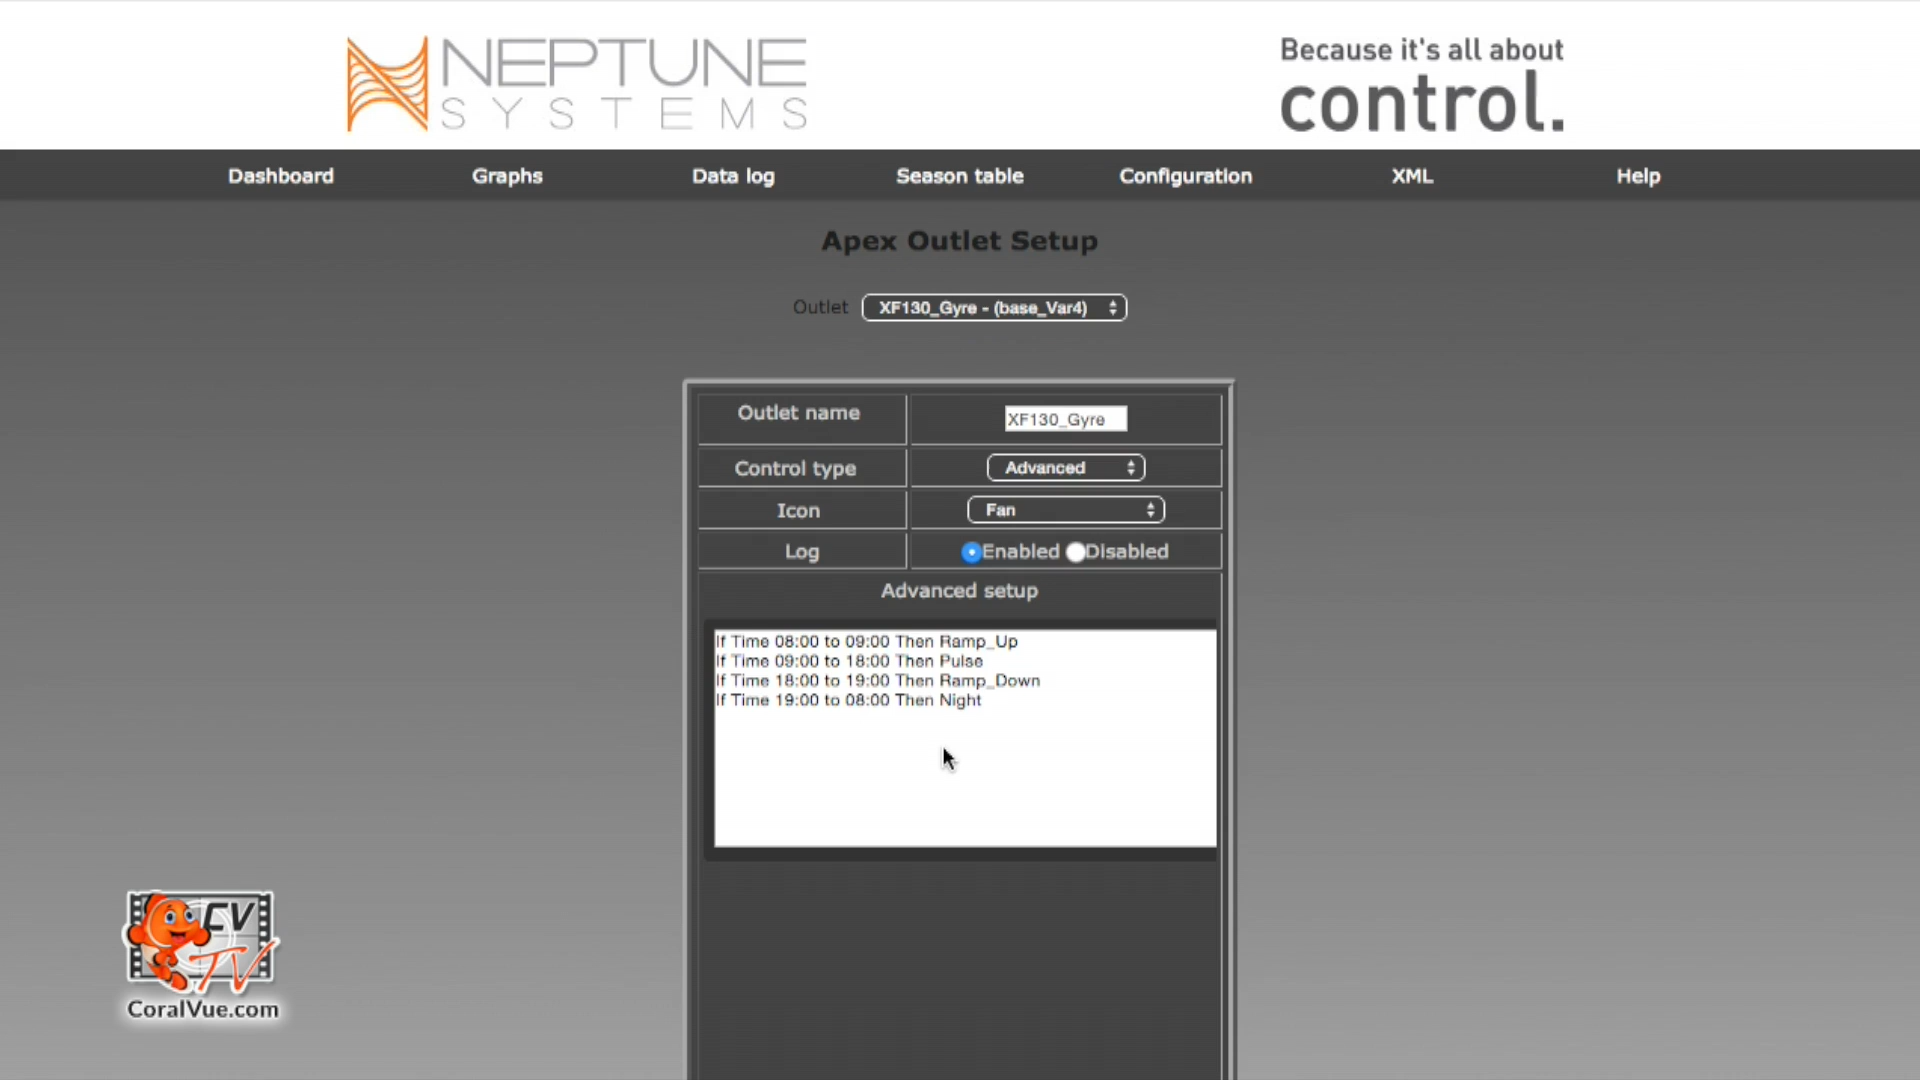 NEPTUNE
SYSTEMS
Because it's all about
control.
Dashboard Graphs Data log Season table Configuration XML Help
Apex Outlet Setup
Outlet XF130_Gyre - (base_Var4)
Outlet name XF130_Gyre
Control type Advanced
Icon Fan
Log Enabled Disabled
Advanced setup
If Time 08:00 to 09:00 Then Ramp_Up
If Time 09:00 to 18:00 Then Pulse
If Time 18:00 to 19:00 Then Ramp_Down
If Time 19:00 to 08:00 Then Night
CV
TV
CoralVue.com